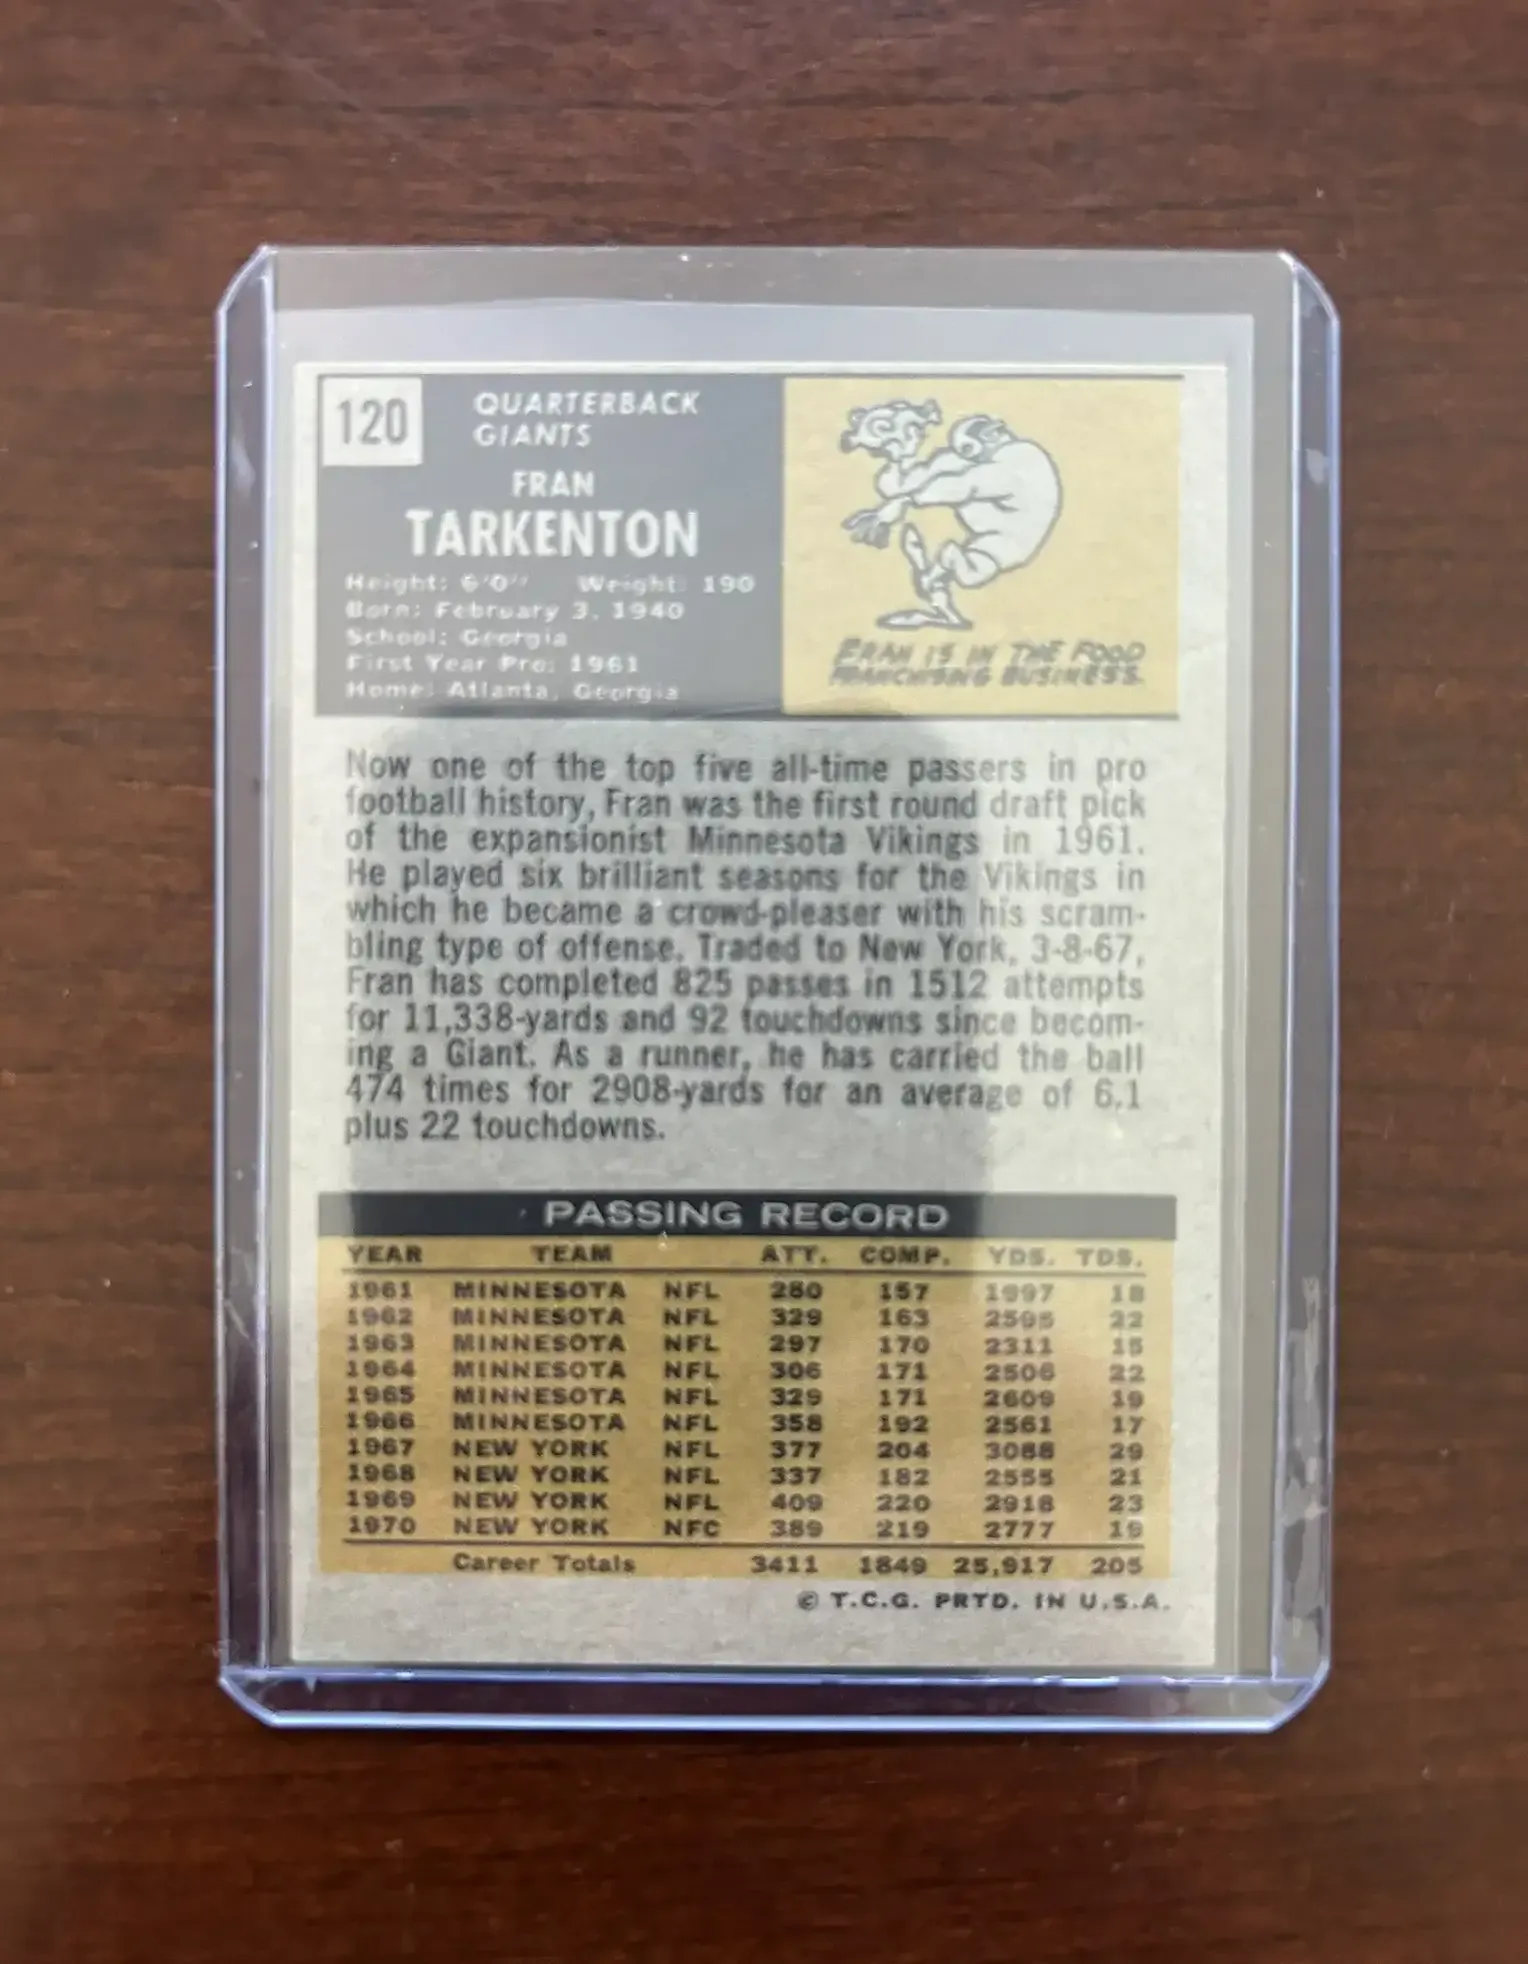 120
QUARTERBACK
GIANTS
FRAN
TARKENTON
Height: 6'0" Weight: 190
Born: February 3, 1940
School: Georgia
First Year Pro: 1961
Home: Atlanta, Georgia
FRAN IS IN THE FOOD
FRANCHISING BUSINESS.
Now one of the top five all-time passers in pro
football history, Fran was the first round draft pick
of the expansionist Minnesota Vikings in 1961.
He played six brilliant seasons for the Vikings in
which he became a crowd-pleaser with his scram-
bling type of offense. Traded to New York, 3-8-67,
Fran has completed 825 passes in 1512 attempts
for 11,338-yards and 92 touchdowns since becom-
ing a Giant. As a runner, he has carried the ball
474 times for 2908-yards for an average of 6.1
plus 22 touchdowns.
PASSING RECORD
YEAR TEAM ATT. COMP. YDS. TDS.
1961 MINNESOTA NFL 280 157 1997 18
1962 MINNESOTA NFL 329 163 2595 22
1963 MINNESOTA NFL 297 170 2311 15
1964 MINNESOTA NFL 306 171 2506 22
1965 MINNESOTA NFL 329 171 2609 19
1966 MINNESOTA NFL 358 192 2561 17
1967 NEW YORK NFL 377 204 3088 29
1968 NEW YORK NFL 337 182 2555 21
1969 NEW YORK NFL 409 220 2918 23
1970 NEW YORK NFC 389 219 2777 19
Career Totals 3411 1849 25,917 205
© T.C.G. PRTD. IN U.S.A.